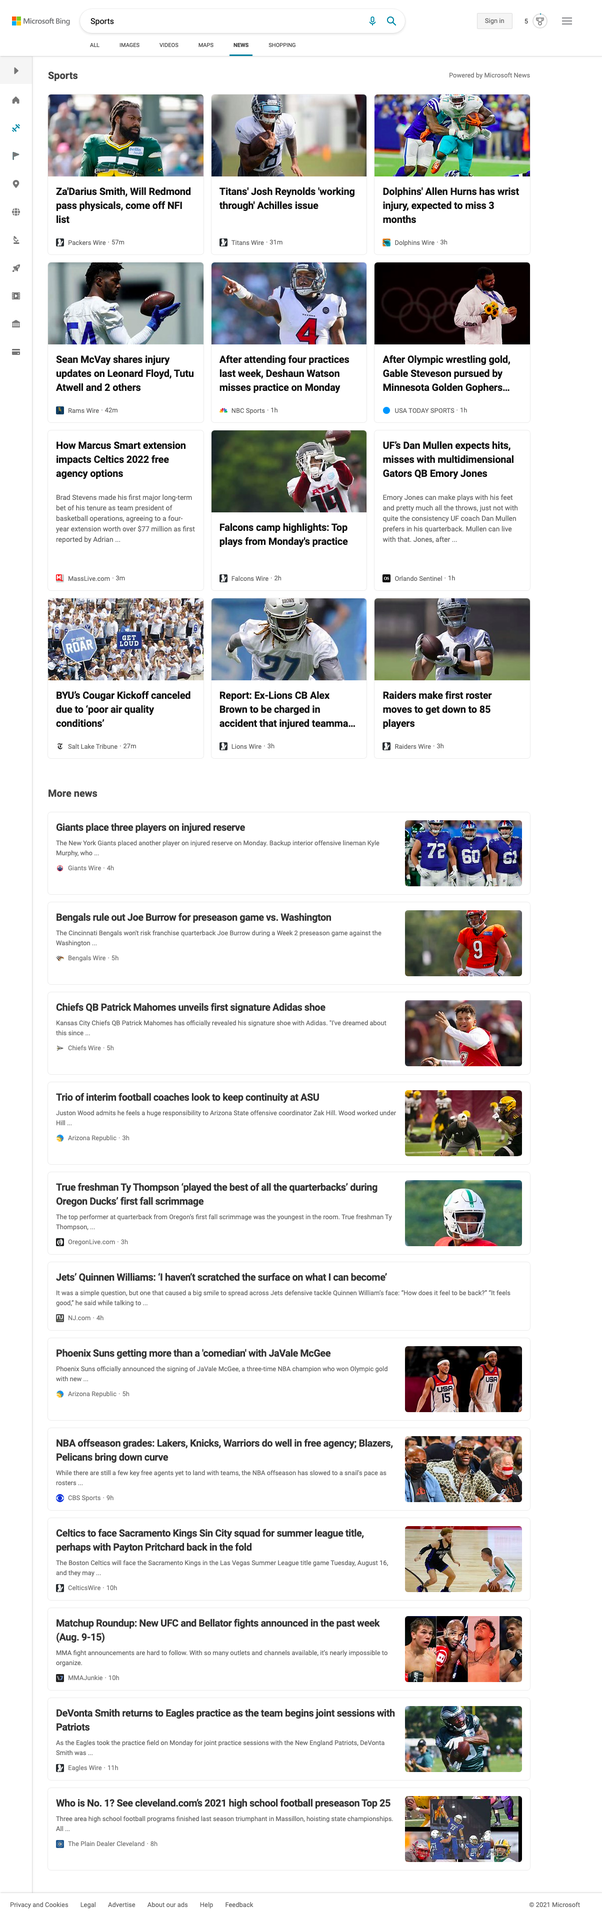 Microsoft Bing
Sports
Sign in
5
ALL
IMAGES
VIDEOS
MAPS
NEWS
SHOPPING
Sports
Powered by Microsoft News
Za'Darius Smith, Will Redmond
pass physicals, come off NFI
list
Packers Wire · 57m
Titans' Josh Reynolds 'working
through' Achilles issue
Titans Wire · 31m
Dolphins' Allen Hurns has wrist
injury, expected to miss 3
months
Dolphins Wire · 3h
Sean McVay shares injury
updates on Leonard Floyd, Tutu
Atwell and 2 others
Rams Wire · 42m
After attending four practices
last week, Deshaun Watson
misses practice on Monday
NBC Sports · 1h
After Olympic wrestling gold,
Gable Steveson pursued by
Minnesota Golden Gophers...
USA TODAY SPORTS · 1h
How Marcus Smart extension
impacts Celtics 2022 free
agency options
Brad Stevens made his first major long-term
bet of his tenure as team president of
basketball operations, agreeing to a four-
year extension worth over $77 million as first
reported by Adrian ...
MassLive.com · 3m
Falcons camp highlights: Top
plays from Monday's practice
Falcons Wire · 2h
UF's Dan Mullen expects hits,
misses with multidimensional
Gators QB Emory Jones
Emory Jones can make plays with his feet
and pretty much all the throws, just not with
quite the consistency UF coach Dan Mullen
prefers in his quarterback. Mullen can live
with that. Jones, after ...
Orlando Sentinel · 1h
ROAR
GET
LOUD
BYU's Cougar Kickoff canceled
due to 'poor air quality
conditions'
Salt Lake Tribune · 27m
Report: Ex-Lions CB Alex
Brown to be charged in
accident that injured teamma...
Lions Wire · 3h
Raiders make first roster
moves to get down to 85
players
Raiders Wire · 3h
More news
Giants place three players on injured reserve
The New York Giants placed another player on injured reserve on Monday. Backup interior offensive lineman Kyle
Murphy, who ...
Giants Wire · 4h
72
60
51
Bengals rule out Joe Burrow for preseason game vs. Washington
The Cincinnati Bengals won't risk franchise quarterback Joe Burrow during a Week 2 preseason game against the
Washington ...
Bengals Wire · 5h
9
Chiefs QB Patrick Mahomes unveils first signature Adidas shoe
Kansas City Chiefs QB Patrick Mahomes has officially revealed his signature shoe with Adidas. "I've dreamed about
this since ...
Chiefs Wire · 5h
Trio of interim football coaches look to keep continuity at ASU
Juston Wood admits he feels a huge responsibility to Arizona State offensive coordinator Zak Hill. Wood worked under
Hill ...
Arizona Republic · 3h
True freshman Ty Thompson 'played the best of all the quarterbacks' during
Oregon Ducks' first fall scrimmage
The top performer at quarterback from Oregon's first fall scrimmage was the youngest in the room. True freshman Ty
Thompson, ...
OregonLive.com · 3h
Jets' Quinnen Williams: 'I haven't scratched the surface on what I can become'
It was a simple question, but one that caused a big smile to spread across Jets defensive tackle Quinnen William's face: "How does it feel to be back?" "It feels
good," he said while talking to ...
NJ.com · 4h
Phoenix Suns getting more than a 'comedian' with JaVale McGee
Phoenix Suns officially announced the signing of JaVale McGee, a three-time NBA champion who won Olympic gold
with new ...
Arizona Republic · 5h
USA
15
USA
11
NBA offseason grades: Lakers, Knicks, Warriors do well in free agency; Blazers,
Pelicans bring down curve
While there are still a few key free agents yet to land with teams, the NBA offseason has slowed to a snail's pace as
rosters ...
CBS Sports · 9h
Celtics to face Sacramento Kings Sin City squad for summer league title,
perhaps with Payton Pritchard back in the fold
The Boston Celtics will face the Sacramento Kings in the Las Vegas Summer League title game Tuesday, August 16,
and they may ...
CelticsWire · 10h
Matchup Roundup: New UFC and Bellator fights announced in the past week
(Aug. 9-15)
MMA fight announcements are hard to follow. With so many outlets and channels available, it's nearly impossible to
organize.
MMAJunkie · 10h
DeVonta Smith returns to Eagles practice as the team begins joint sessions with
Patriots
As the Eagles took the practice field on Monday for joint practice sessions with the New England Patriots, DeVonta
Smith was ...
Eagles Wire · 11h
Who is No. 1? See cleveland.com's 2021 high school football preseason Top 25
Three area high school football programs finished last season triumphant in Massillon, hoisting state championships.
All ...
The Plain Dealer Cleveland · 8h
Privacy and Cookies
Legal
Advertise
About our ads
Help
Feedback
© 2021 Microsoft